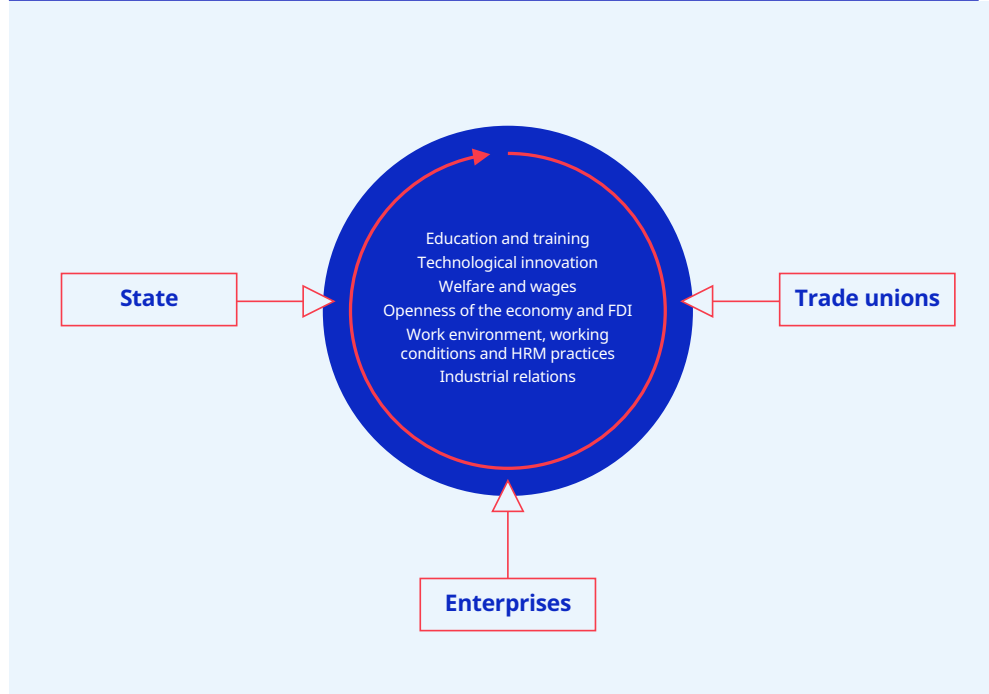 Education and training
Technological innovation
Welfare and wages
Openness of the economy and FDI
Work environment, working
conditions and HRM practices
Industrial relations
State
Trade unions
Enterprises